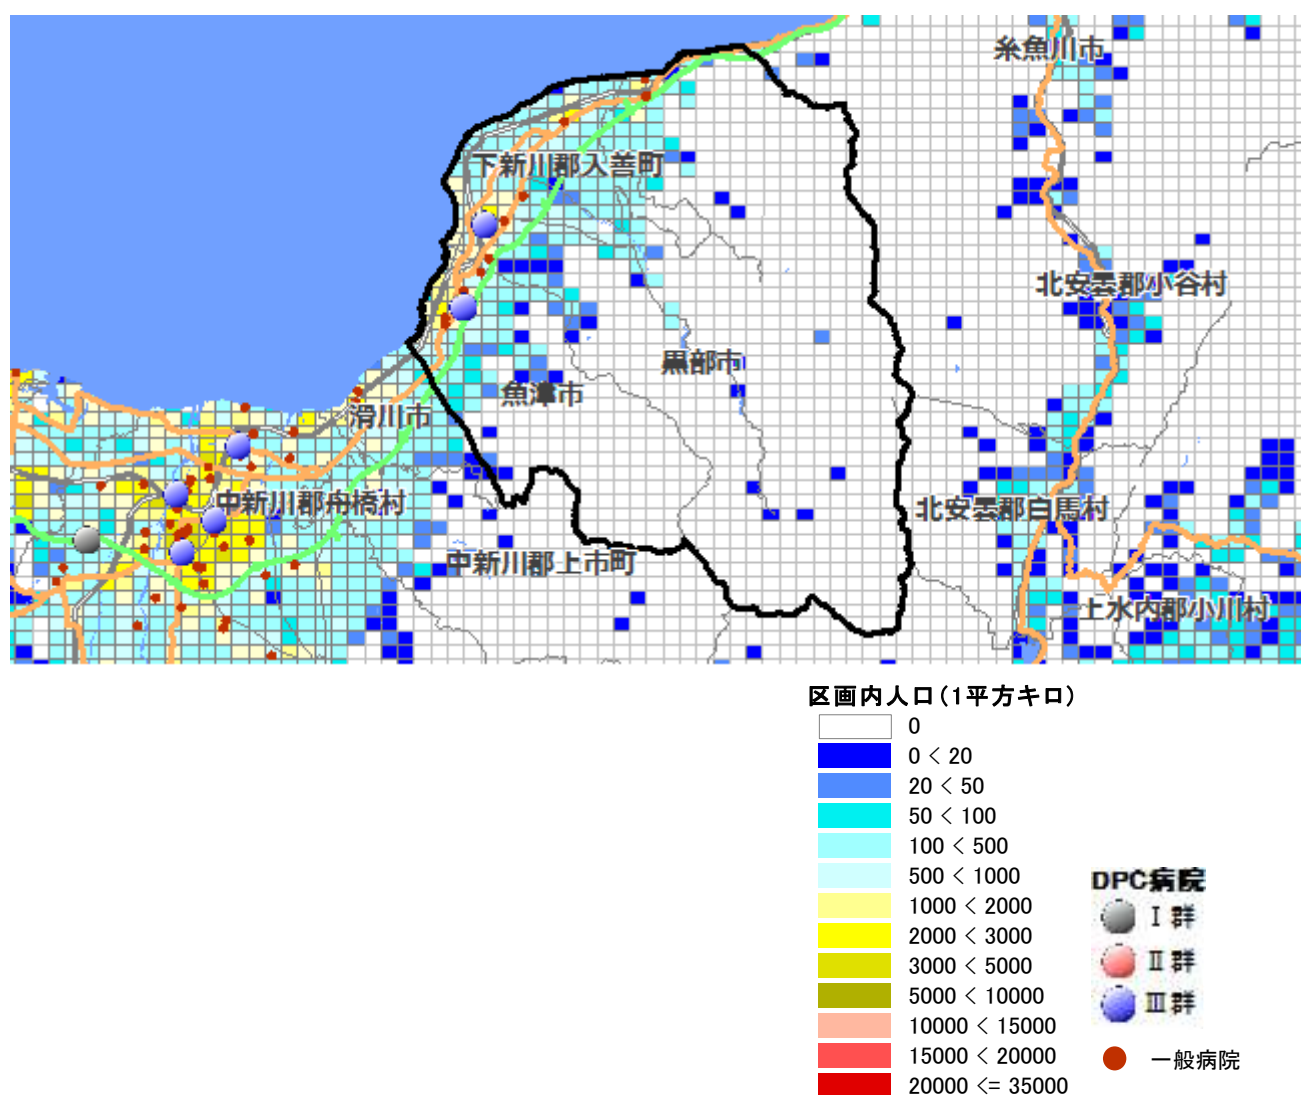 糸魚川市
下新川郡入善町
北安曇郡小谷村
黒部市
魚津市
滑川市
中新川郡舟橋村
北安曇郡白馬村
中新川郡上市町
上水内郡小川村
区画内人口(1平方キロ)
0
0 < 20
20 < 50
50 < 100
100 < 500
500 < 1000
1000 < 2000
2000 < 3000
3000 < 5000
5000 < 10000
10000 < 15000
15000 < 20000
20000 <= 35000
DPC病院
Ⅰ群
Ⅱ群
Ⅲ群
一般病院